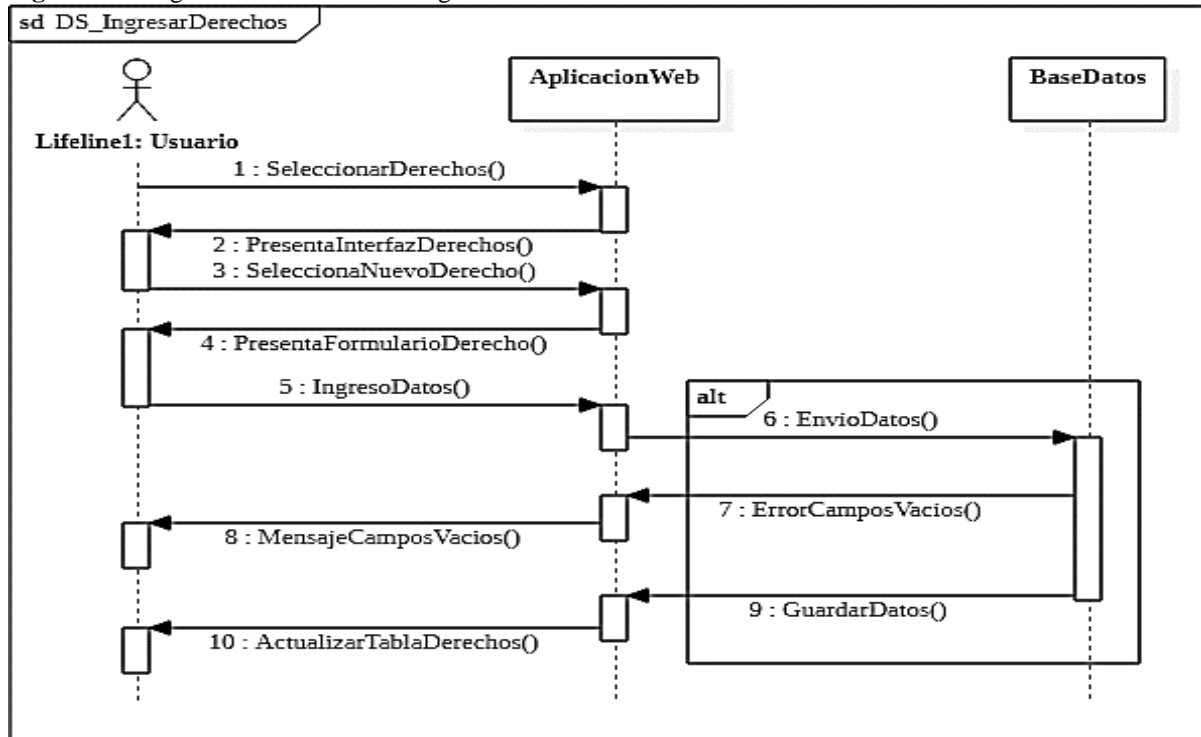 sd DS_IngresarDerechos
AplicacionWeb
BaseDatos
Lifeline1: Usuario
1 : SeleccionarDerechos()
2 : PresentaInterfazDerechos()
3 : SeleccionaNuevoDerecho()
4 : PresentaFormularioDerecho()
5 : IngresoDatos()
alt
6 : EnvioDatos()
7 : ErrorCamposVacios()
8 : MensajeCamposVacios()
9 : GuardarDatos()
10 : ActualizarTablaDerechos()